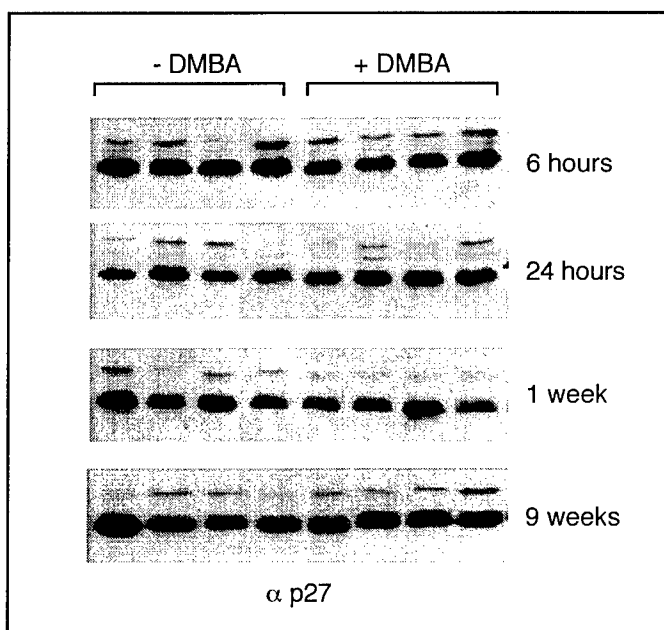 - DMBA + DMBA
6 hours
24 hours
1 week
9 weeks
α p27